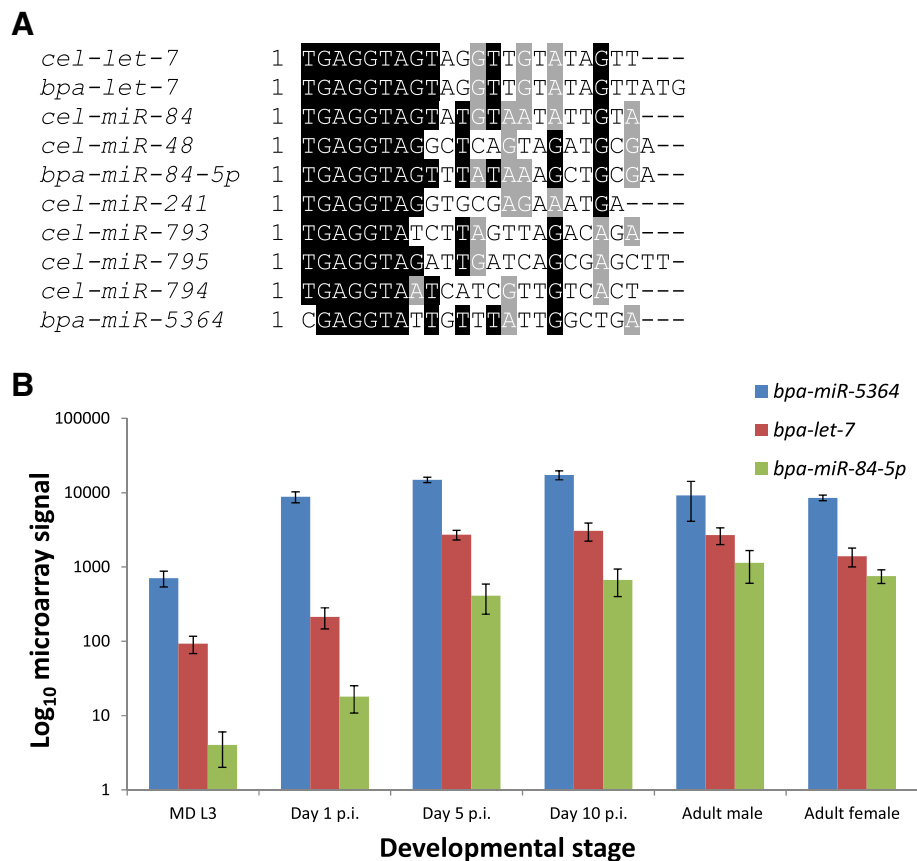 A
cel-let-7 1 TGAGGTAGTAGGTTGTATAGTT---
bpa-let-7 1 TGAGGTAGTAGGTTGTATAGTTATG
cel-miR-84 1 TGAGGTAGTATGTAATATTGTA---
cel-miR-48 1 TGAGGTAGGCTCAGTAGATGCGA--
bpa-miR-84-5p 1 TGAGGTAGTTTATAAAGCTGCGA--
cel-miR-241 1 TGAGGTAGGTGCGAGAAATGA----
cel-miR-793 1 TGAGGTATCTTAGTTAGACAGA---
cel-miR-795 1 TGAGGTAGATTGATCAGCGAGCTT-
cel-miR-794 1 TGAGGTAATCATCGTTGTCACT---
bpa-miR-5364 1 CGAGGTATTGTTTATTGGCTGA---
B
bpa-miR-5364
bpa-let-7
bpa-miR-84-5p
Log10 microarray signal
100000
10000
1000
100
10
1
MD L3 Day 1 p.i. Day 5 p.i. Day 10 p.i. Adult male Adult female
Developmental stage